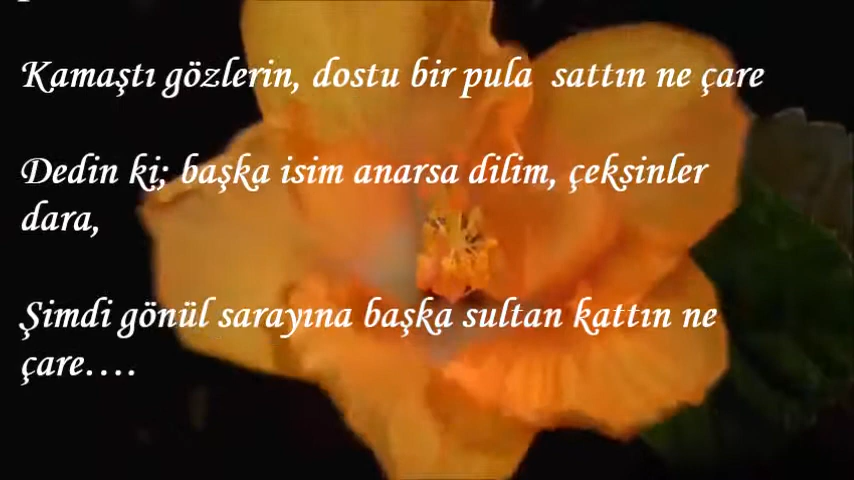 Kamaştı gözlerin, dostu bir pula sattın ne çare
Dedin ki; başka isim anarsa dilim, çeksinler
dara,
Şimdi gönül sarayına başka sultan kattın ne
çare....